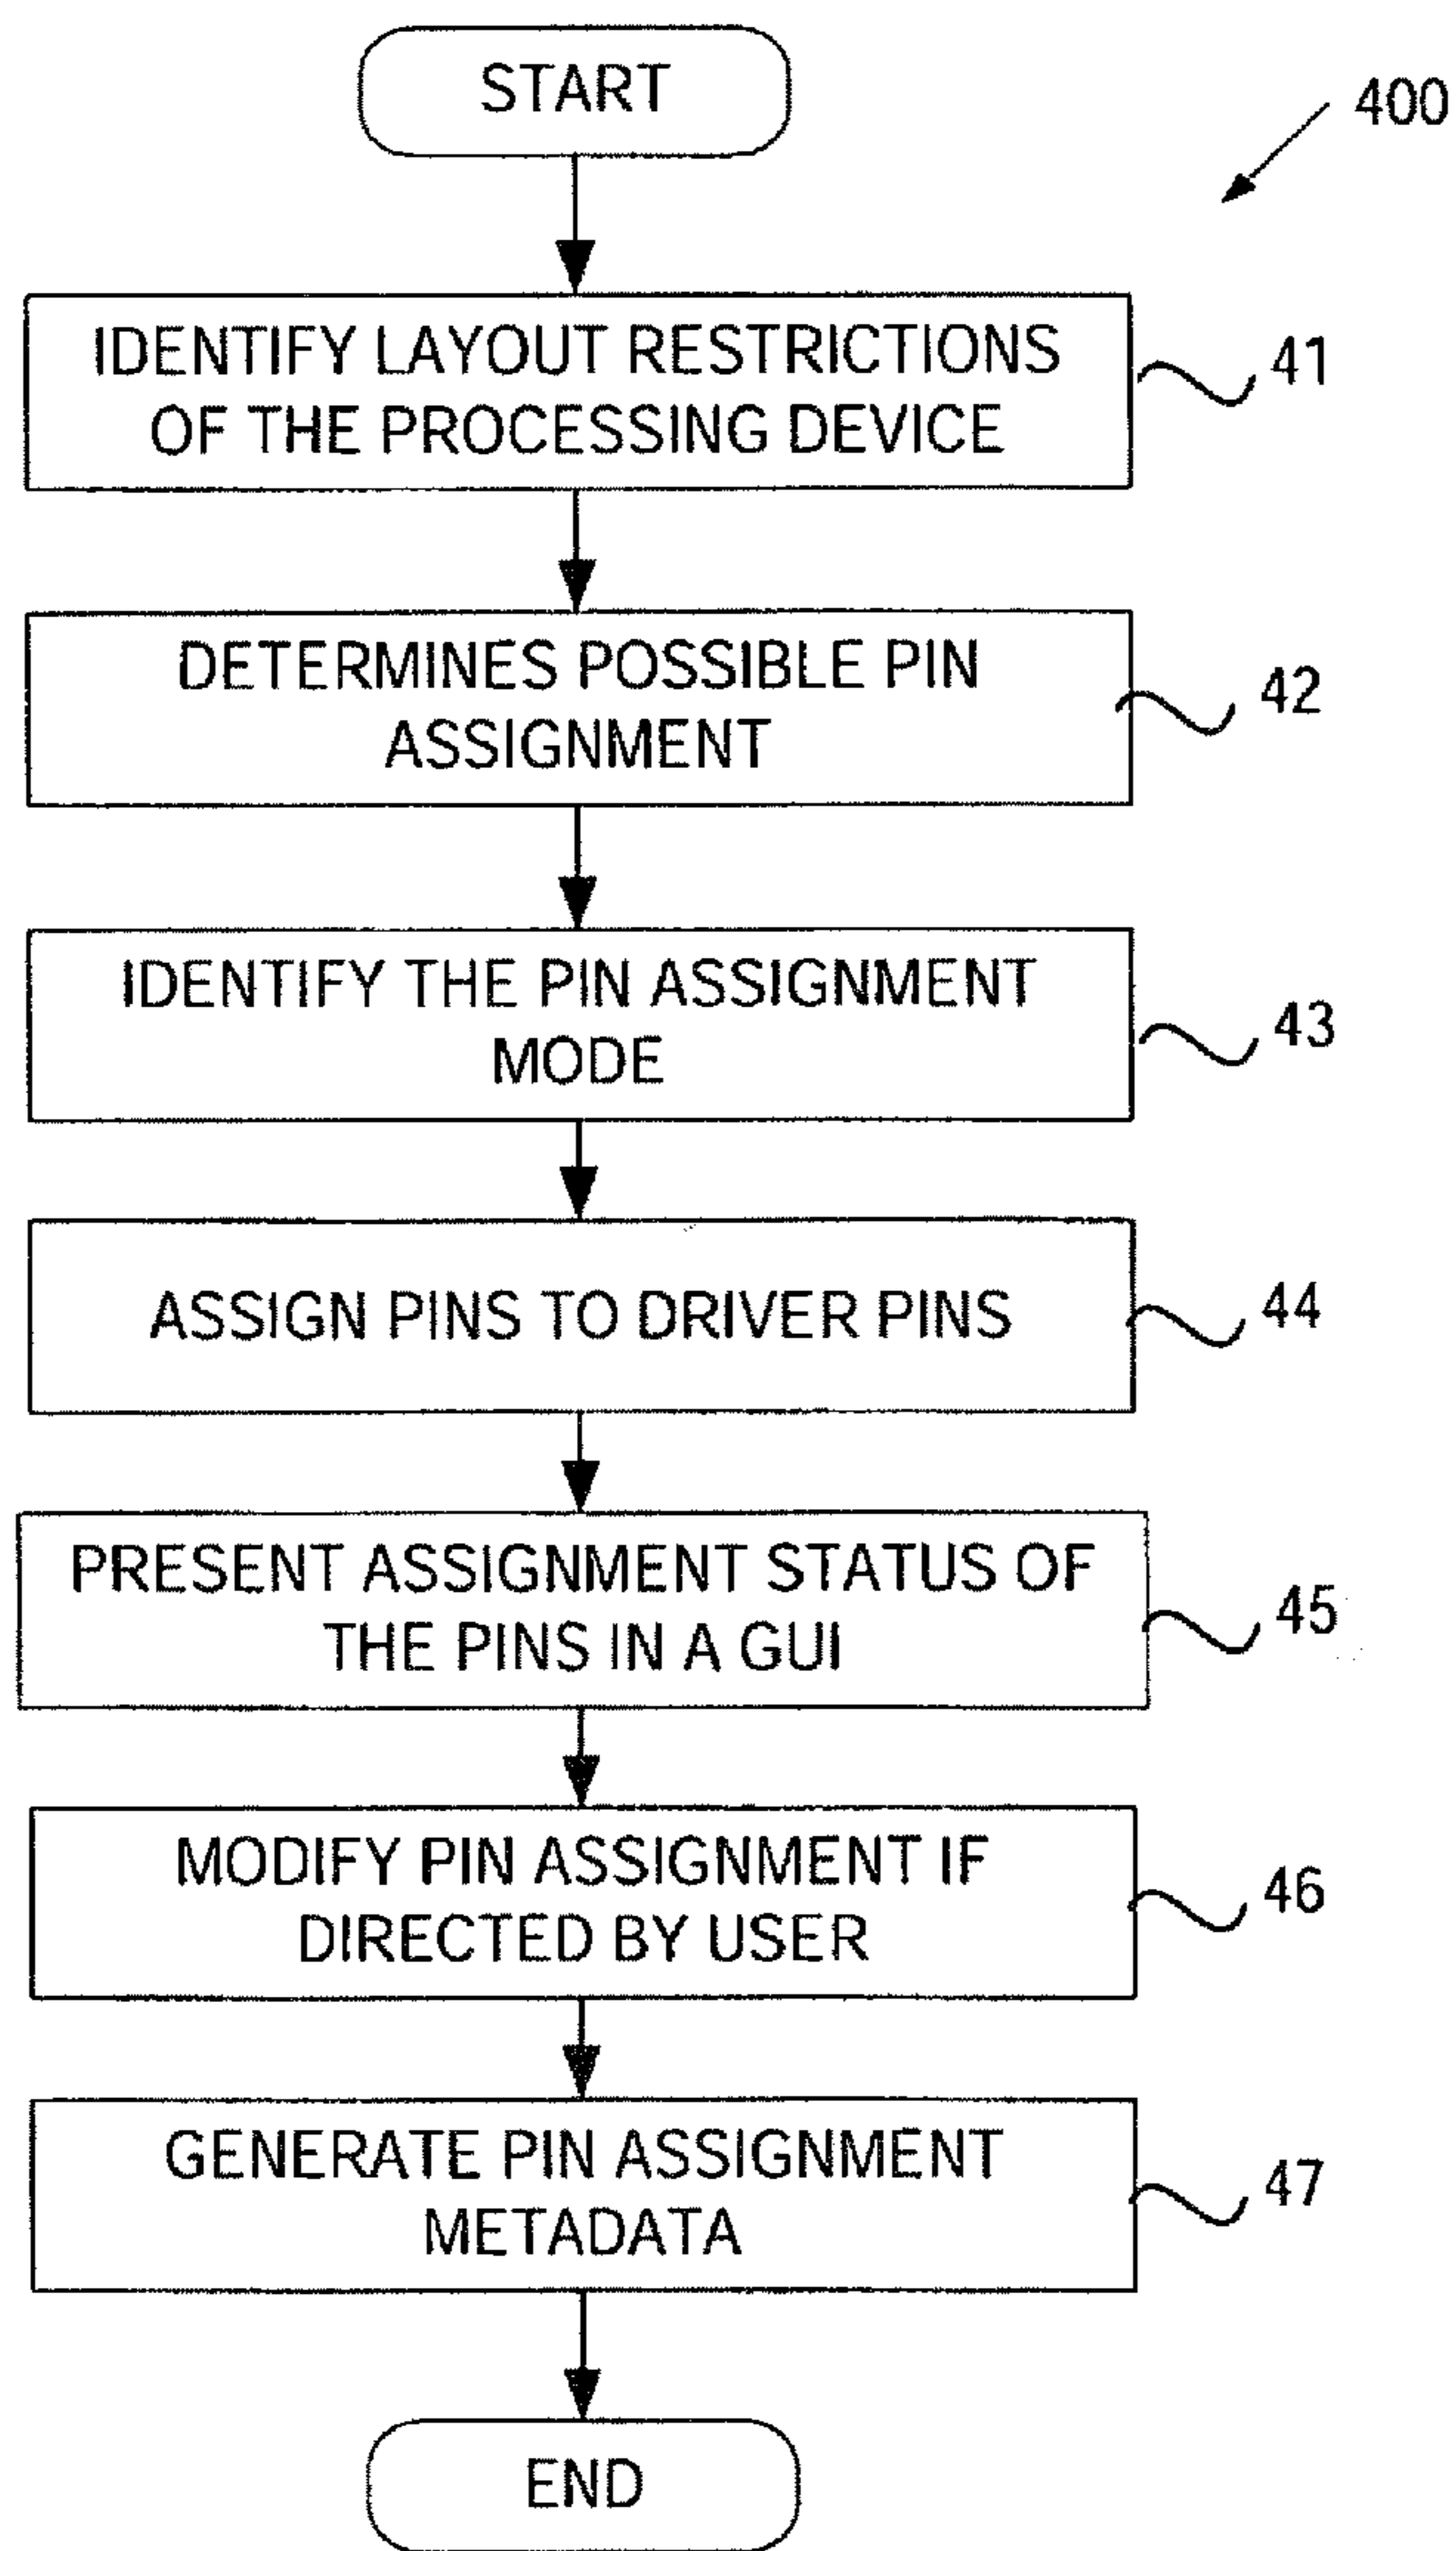 START
400
IDENTIFY LAYOUT RESTRICTIONS
OF THE PROCESSING DEVICE
41
DETERMINES POSSIBLE PIN
ASSIGNMENT
42
IDENTIFY THE PIN ASSIGNMENT
MODE
43
ASSIGN PINS TO DRIVER PINS
44
PRESENT ASSIGNMENT STATUS OF
THE PINS IN A GUI
45
MODIFY PIN ASSIGNMENT IF
DIRECTED BY USER
46
GENERATE PIN ASSIGNMENT
METADATA
47
END